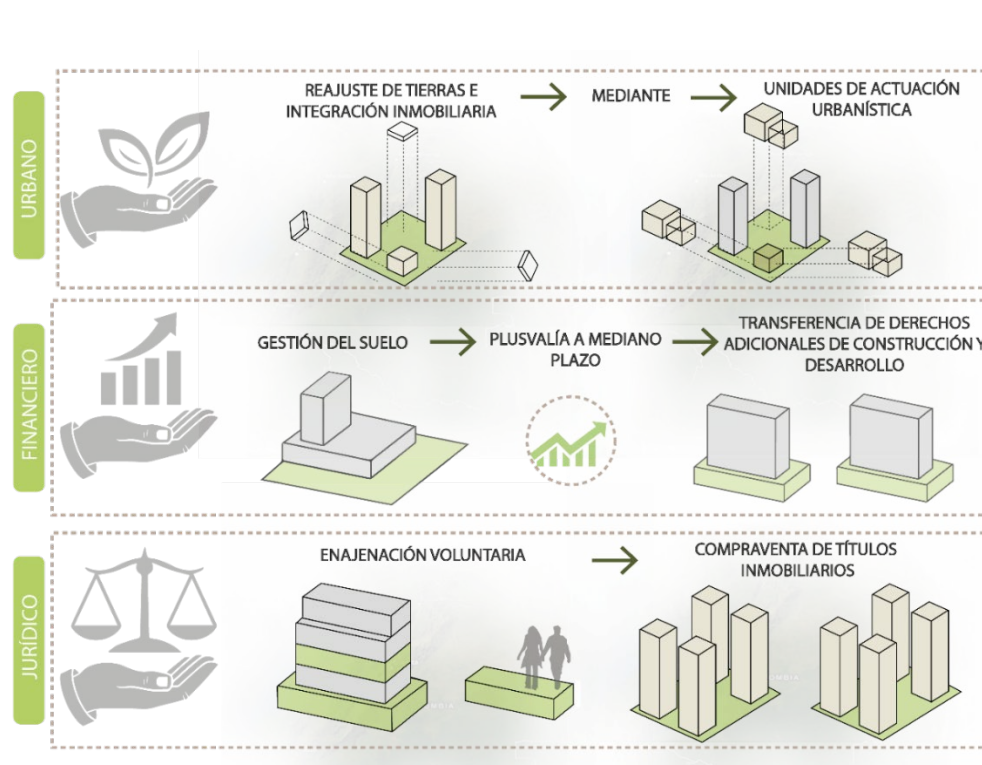 URBANO
REAJUSTE DE TIERRAS E
INTEGRACIÓN INMOBILIARIA
MEDIANTE
UNIDADES DE ACTUACIÓN
URBANÍSTICA
FINANCIERO
GESTIÓN DEL SUELO
PLUSVALÍA A MEDIANO
PLAZO
TRANSFERENCIA DE DERECHOS
ADICIONALES DE CONSTRUCCIÓN Y
DESARROLLO
JURÍDICO
ENAJENACIÓN VOLUNTARIA
COMPRAVENTA DE TÍTULOS
INMOBILIARIOS